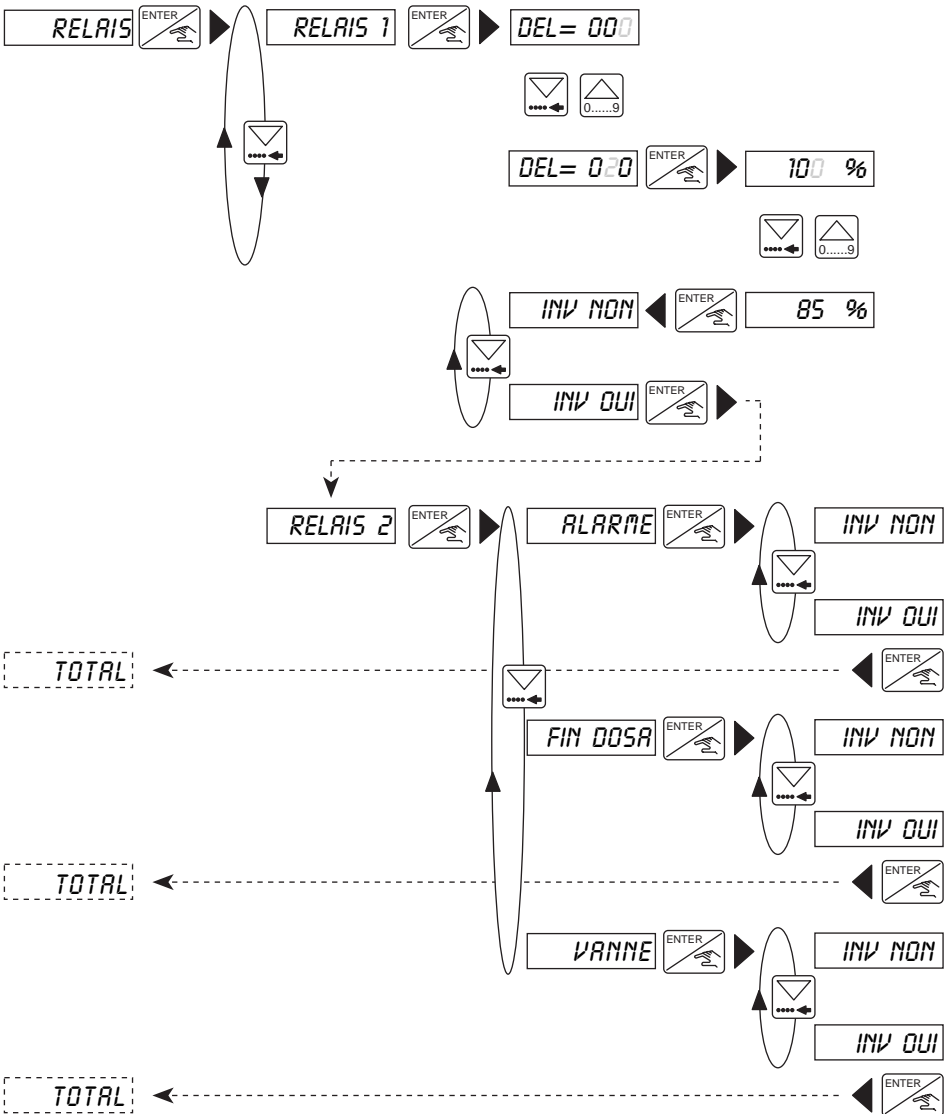 RELAIS ENTER RELAIS 1 ENTER DEL= 000
0......9
DEL= 020 ENTER 100 %
0......9
INV NON ENTER 85 %
INV OUI ENTER
RELAIS 2 ENTER ALARME ENTER INV NON
INV OUI
TOTAL ENTER
FIN DOSA ENTER INV NON
INV OUI
TOTAL ENTER
VANNE ENTER INV NON
INV OUI
TOTAL ENTER